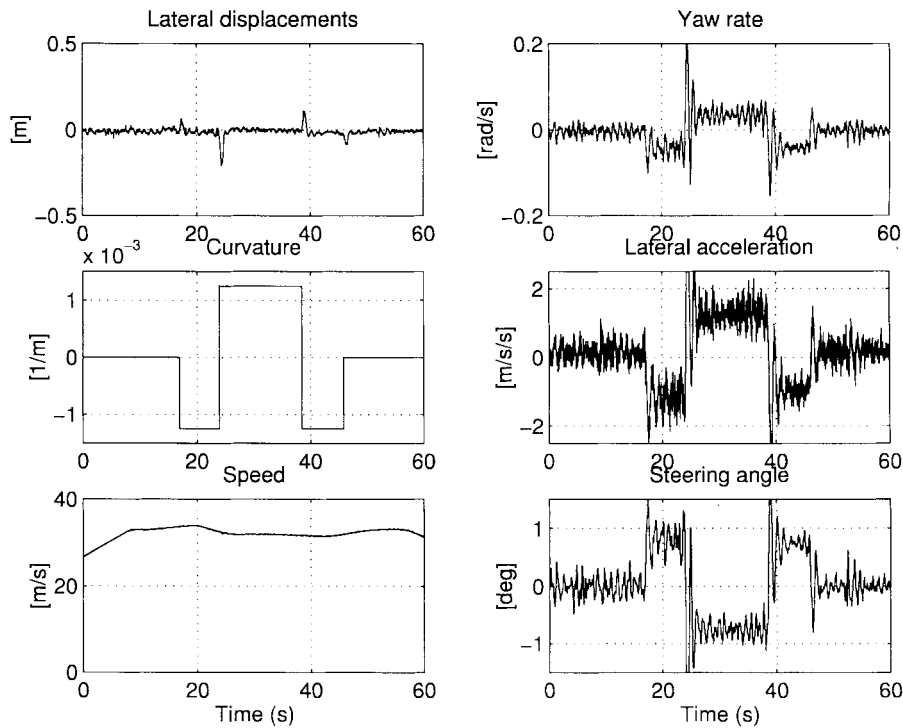 Lateral displacements
0.5
0
−0.5
[m]
0 20 40 60
Yaw rate
0.2
0
−0.2
[rad/s]
0 20 40 60
Curvature
x 10−3
1
0
−1
[1/m]
0 20 40 60
Lateral acceleration
2
0
−2
[m/s/s]
0 20 40 60
Speed
40
20
0
[m/s]
0 20 40 60
Time (s)
Steering angle
1
0
−1
[deg]
0 20 40 60
Time (s)